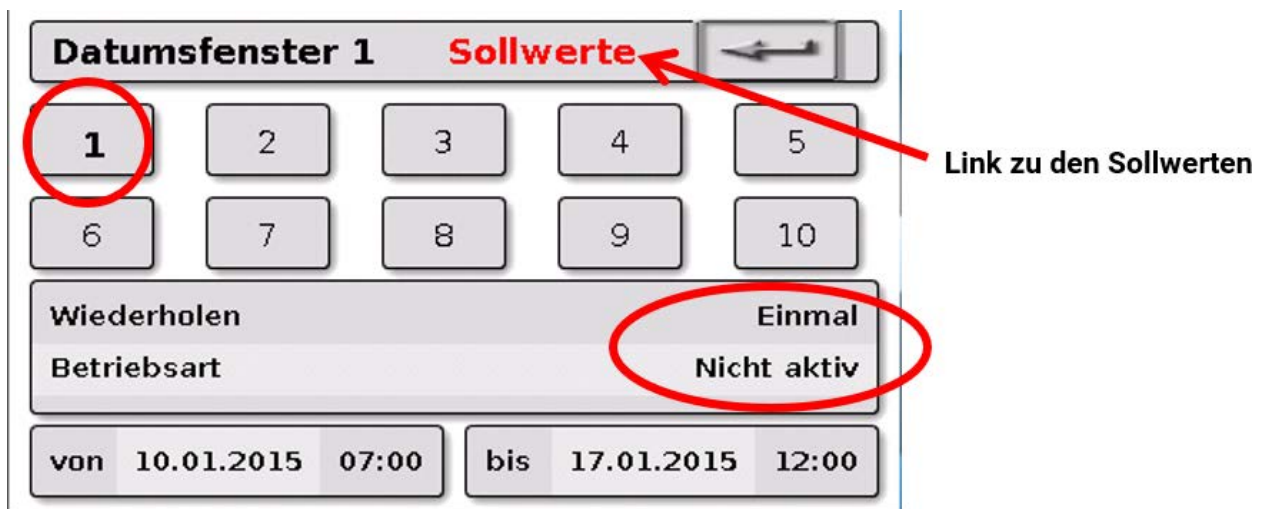 Datumsfenster 1 Sollwerte
1 2 3 4 5
Link zu den Sollwerten
6 7 8 9 10
Wiederholen Einmal
Betriebsart Nicht aktiv
von 10.01.2015 07:00 bis 17.01.2015 12:00